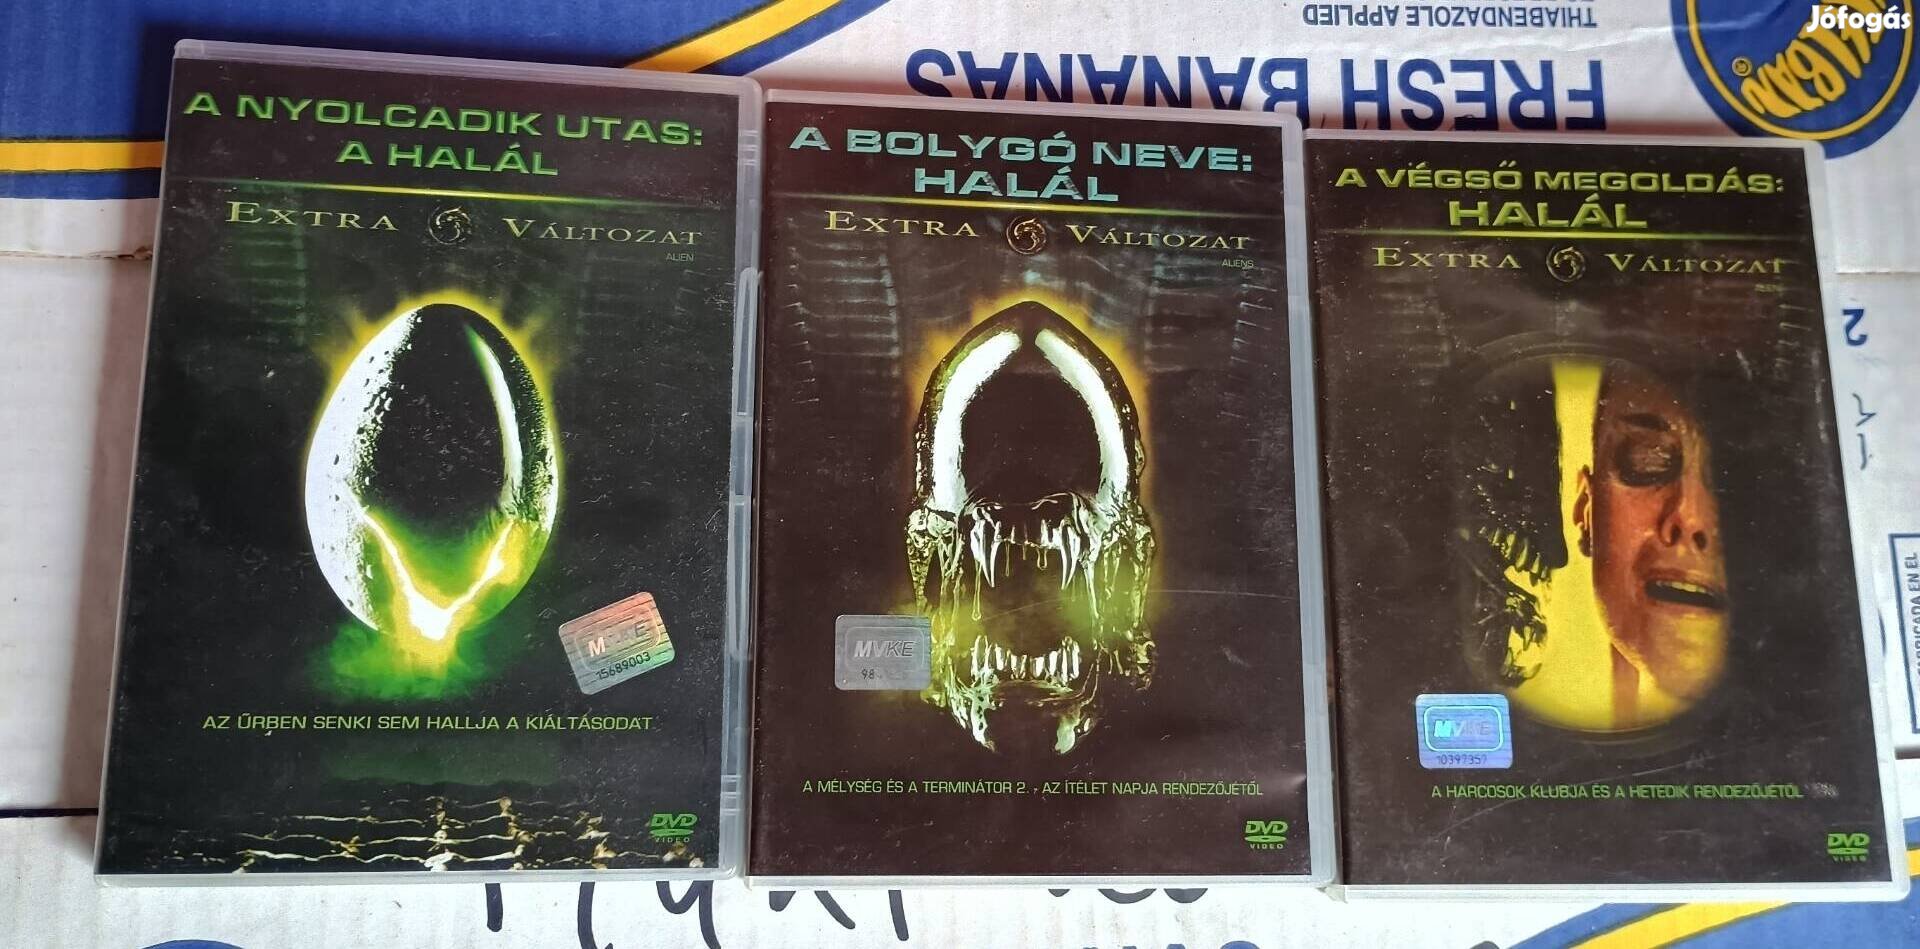 Jófogás
THIABENDAZOLE APPLIED
FRESH BANANAS
A NYOLCADIK UTAS:
A HALÁL
EXTRA VÁLTOZAT
ALIEN
MVKE
15689003
AZ ŰRBEN SENKI SEM HALLJA A KIÁLTÁSODAT
DVD
VIDEO
A BOLYGÓ NEVE:
HALÁL
EXTRA VÁLTOZAT
ALIENS
MVKE
98
A MÉLYSÉG ÉS A TERMINÁTOR 2. - AZ ÍTÉLET NAPJA RENDEZŐJÉTŐL
DVD
VIDEO
A VÉGSŐ MEGOLDÁS:
HALÁL
EXTRA VÁLTOZAT
MVKE
10397357
A HARCOSOK KLUBJA ÉS A HETEDIK RENDEZŐJÉTŐL
DVD
VIDEO
2